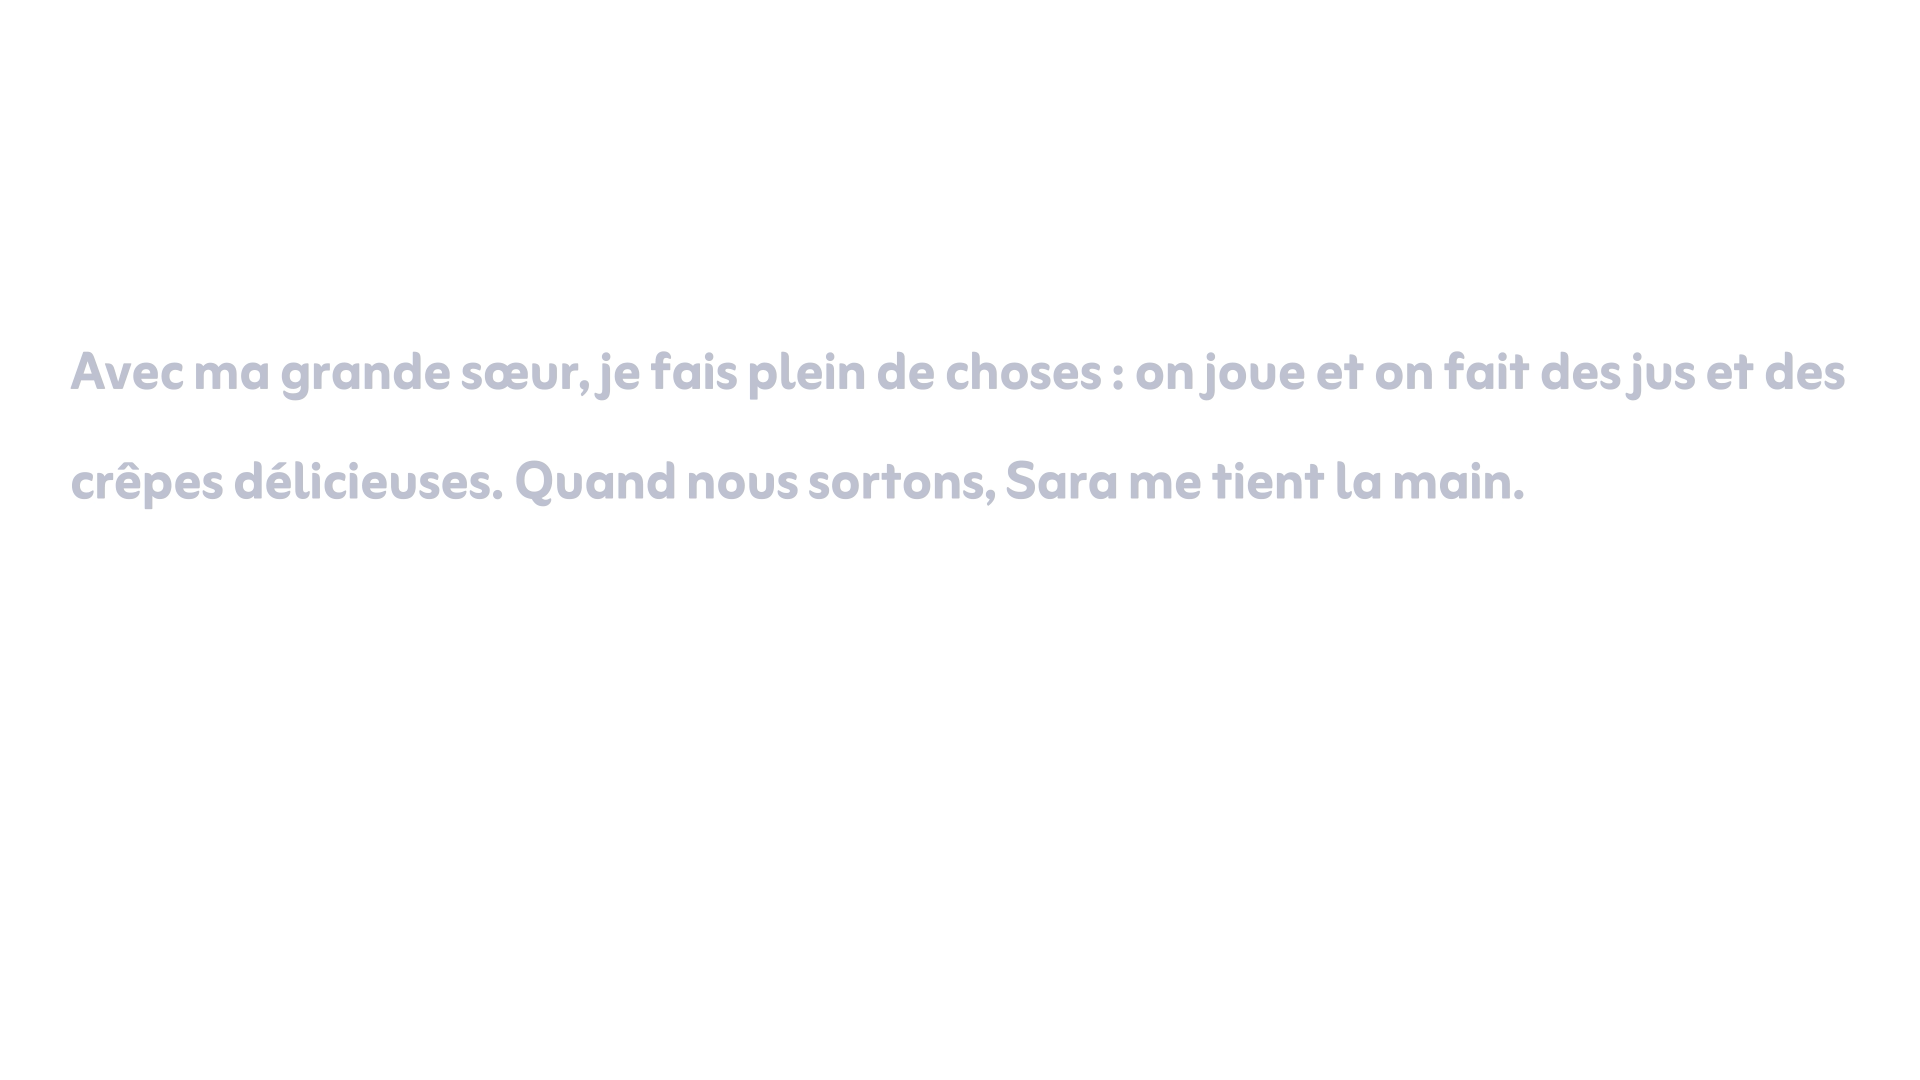 Avec ma grande sœur, je fais plein de choses : on joue et on fait des jus et des
crêpes délicieuses. Quand nous sortons, Sara me tient la main.